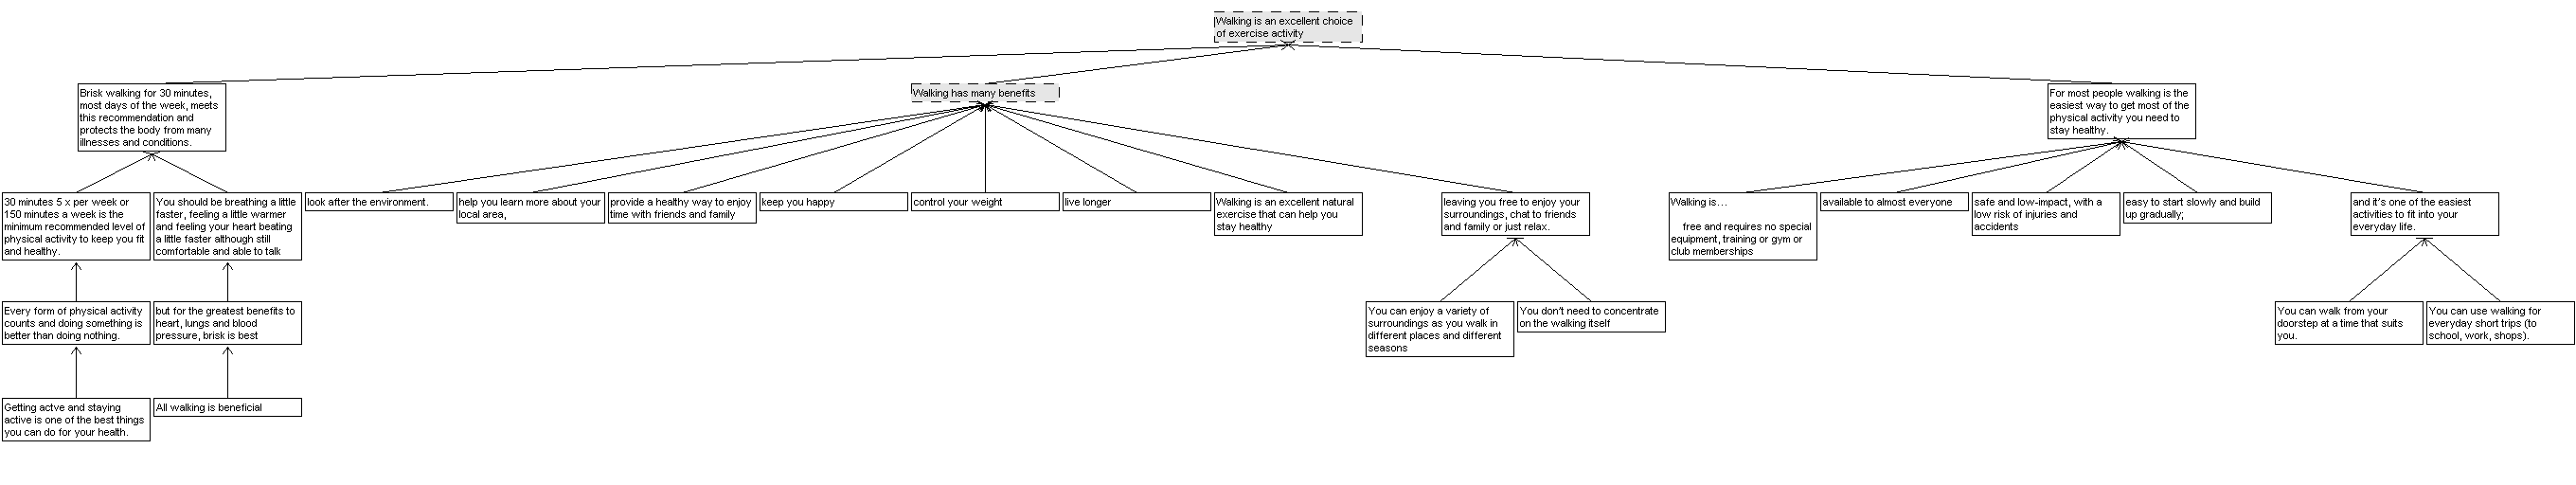 Walking is an excellent choice
of exercise activity
Brisk walking for 30 minutes,
most days of the week, meets
this recommendation and
protects the body from many
illnesses and conditions.
Walking has many benefits
For most people walking is the
easiest way to get most of the
physical activity you need to
stay healthy.
30 minutes 5 x per week or
150 minutes a week is the
minimum recommended level of
physical activity to keep you fit
and healthy.
You should be breathing a little
faster, feeling a little warmer
and feeling your heart beating
a little faster although still
comfortable and able to talk
look after the environment.
help you learn more about your
local area,
provide a healthy way to enjoy
time with friends and family
keep you happy
control your weight
live longer
Walking is an excellent natural
exercise that can help you
stay healthy
leaving you free to enjoy your
surroundings, chat to friends
and family or just relax.
Walking is...
free and requires no special
equipment, training or gym or
club memberships
available to almost everyone
safe and low-impact, with a
low risk of injuries and
accidents
easy to start slowly and build
up gradually;
and it's one of the easiest
activities to fit into your
everyday life.
Every form of physical activity
counts and doing something is
better than doing nothing.
but for the greatest benefits to
heart, lungs and blood
pressure, brisk is best
You can enjoy a variety of
surroundings as you walk in
different places and different
seasons
You don't need to concentrate
on the walking itself
You can walk from your
doorstep at a time that suits
you.
You can use walking for
everyday short trips (to
school, work, shops).
Getting actve and staying
active is one of the best things
you can do for your health.
All walking is beneficial